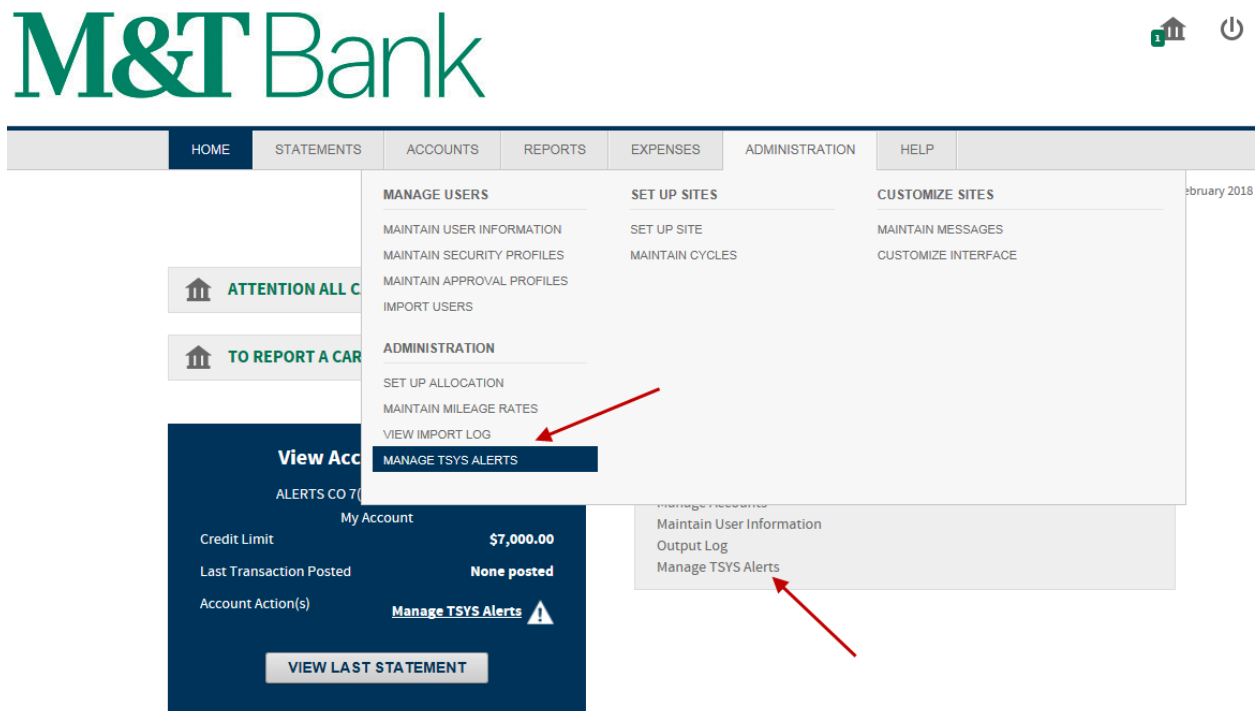 M&T Bank
1
HOME STATEMENTS ACCOUNTS REPORTS EXPENSES ADMINISTRATION HELP
ebruary 2018
MANAGE USERS
MAINTAIN USER INFORMATION
MAINTAIN SECURITY PROFILES
MAINTAIN APPROVAL PROFILES
IMPORT USERS
ADMINISTRATION
SET UP ALLOCATION
MAINTAIN MILEAGE RATES
VIEW IMPORT LOG
MANAGE TSYS ALERTS
SET UP SITES
SET UP SITE
MAINTAIN CYCLES
CUSTOMIZE SITES
MAINTAIN MESSAGES
CUSTOMIZE INTERFACE
ATTENTION ALL C
TO REPORT A CAR
View Acc
ALERTS CO 7(
My Account
Credit Limit $7,000.00
Last Transaction Posted None posted
Account Action(s) Manage TSYS Alerts
VIEW LAST STATEMENT
Manage Accounts
Maintain User Information
Output Log
Manage TSYS Alerts